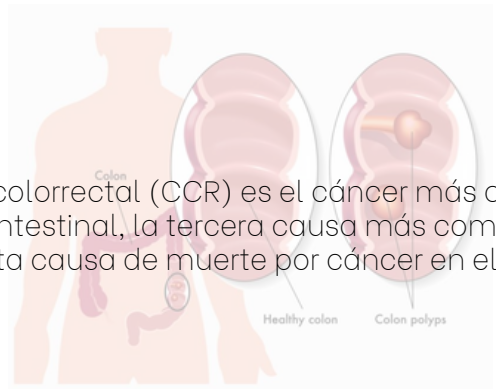 Colon
colorrectal (CCR) es el cáncer más c
ntestinal, la tercera causa más com
ta causa de muerte por cáncer en el
Healthy colon
Colon polyps